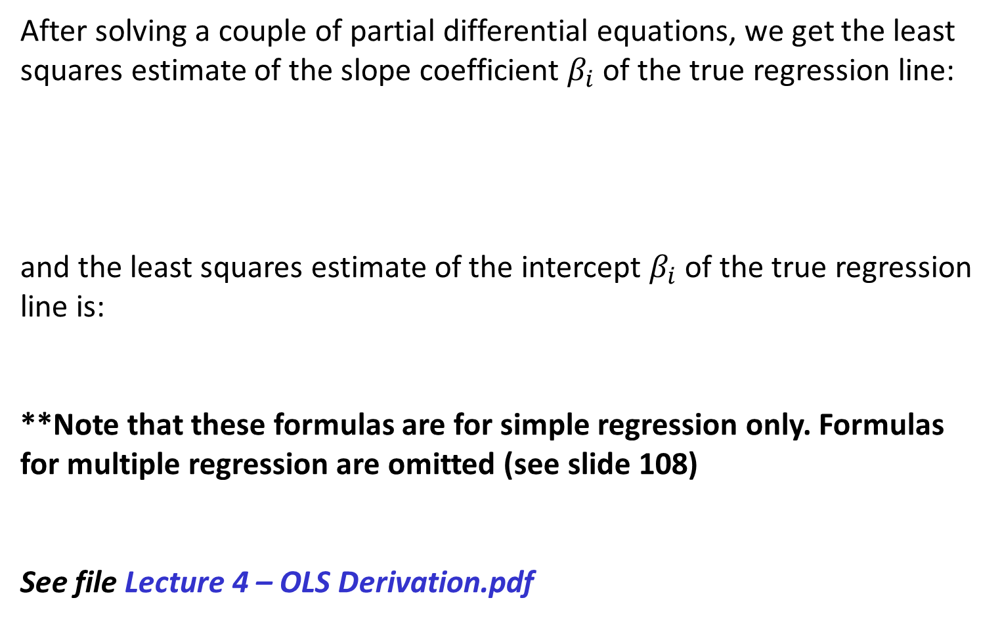 After solving a couple of partial differential equations, we get the least
squares estimate of the slope coefficient βᵢ of the true regression line:
and the least squares estimate of the intercept βᵢ of the true regression
line is:
**Note that these formulas are for simple regression only. Formulas
for multiple regression are omitted (see slide 108)
See file Lecture 4 – OLS Derivation.pdf